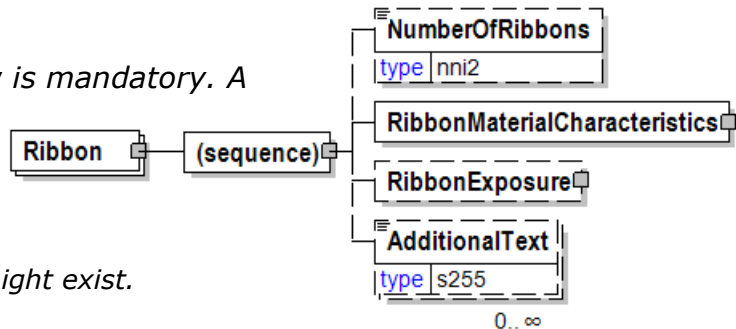 NumberOfRibbons
type nni2
is mandatory. A
RibbonMaterialCharacteristics
Ribbon
(sequence)
RibbonExposure
AdditionalText
type s255
ight exist.
0..∞